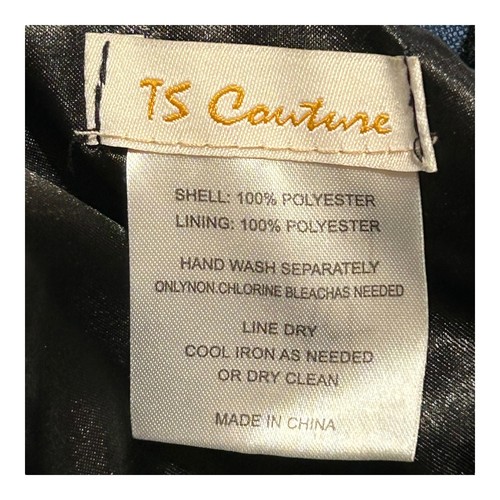 TS Couture
SHELL: 100% POLYESTER
LINING: 100% POLYESTER
HAND WASH SEPARATELY
ONLYNON.CHLORINE BLEACHAS NEEDED
LINE DRY
COOL IRON AS NEEDED
OR DRY CLEAN
MADE IN CHINA